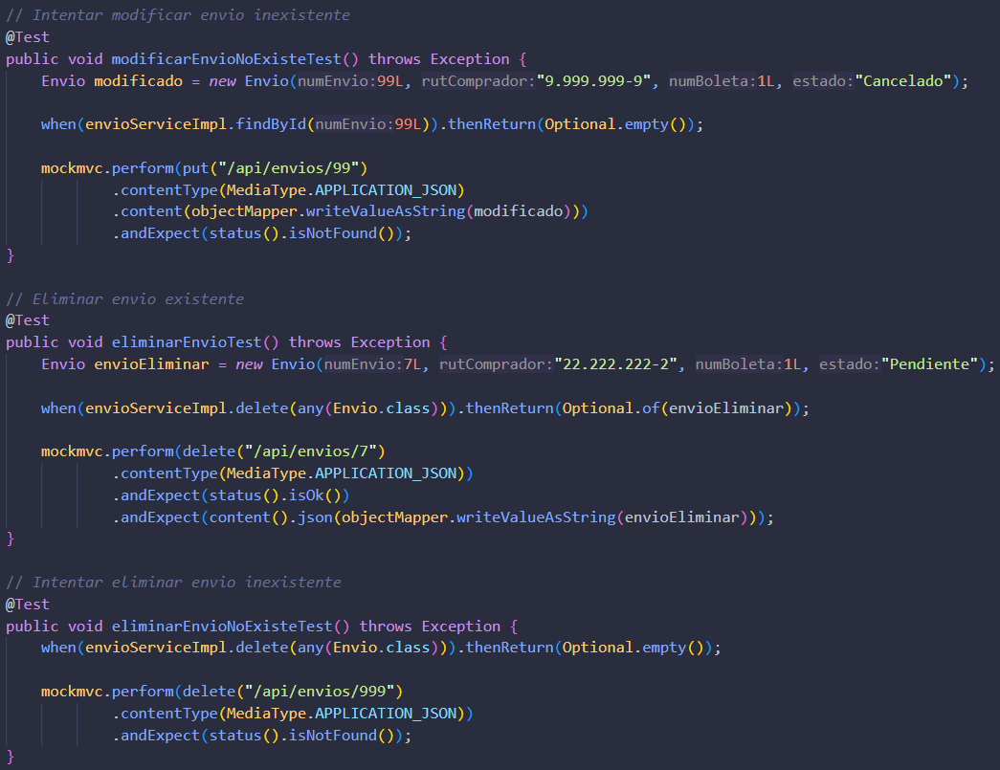 // Intentar modificar envio inexistente
@Test
public void modificarEnvioNoExisteTest() throws Exception {
    Envio modificado = new Envio(numEnvio:99L, rutComprador:"9.999.999-9", numBoleta:1L, estado:"Cancelado");

    when(envioServiceImpl.findById(numEnvio:99L)).thenReturn(Optional.empty());

    mockmvc.perform(put("/api/envios/99")
            .contentType(MediaType.APPLICATION_JSON)
            .content(objectMapper.writeValueAsString(modificado)))
            .andExpect(status().isNotFound());
}

// Eliminar envio existente
@Test
public void eliminarEnvioTest() throws Exception {
    Envio envioEliminar = new Envio(numEnvio:7L, rutComprador:"22.222.222-2", numBoleta:1L, estado:"Pendiente");

    when(envioServiceImpl.delete(any(Envio.class))).thenReturn(Optional.of(envioEliminar));

    mockmvc.perform(delete("/api/envios/7")
            .contentType(MediaType.APPLICATION_JSON))
            .andExpect(status().isOk())
            .andExpect(content().json(objectMapper.writeValueAsString(envioEliminar)));
}

// Intentar eliminar envio inexistente
@Test
public void eliminarEnvioNoExisteTest() throws Exception {
    when(envioServiceImpl.delete(any(Envio.class))).thenReturn(Optional.empty());

    mockmvc.perform(delete("/api/envios/999")
            .contentType(MediaType.APPLICATION_JSON))
            .andExpect(status().isNotFound());
}